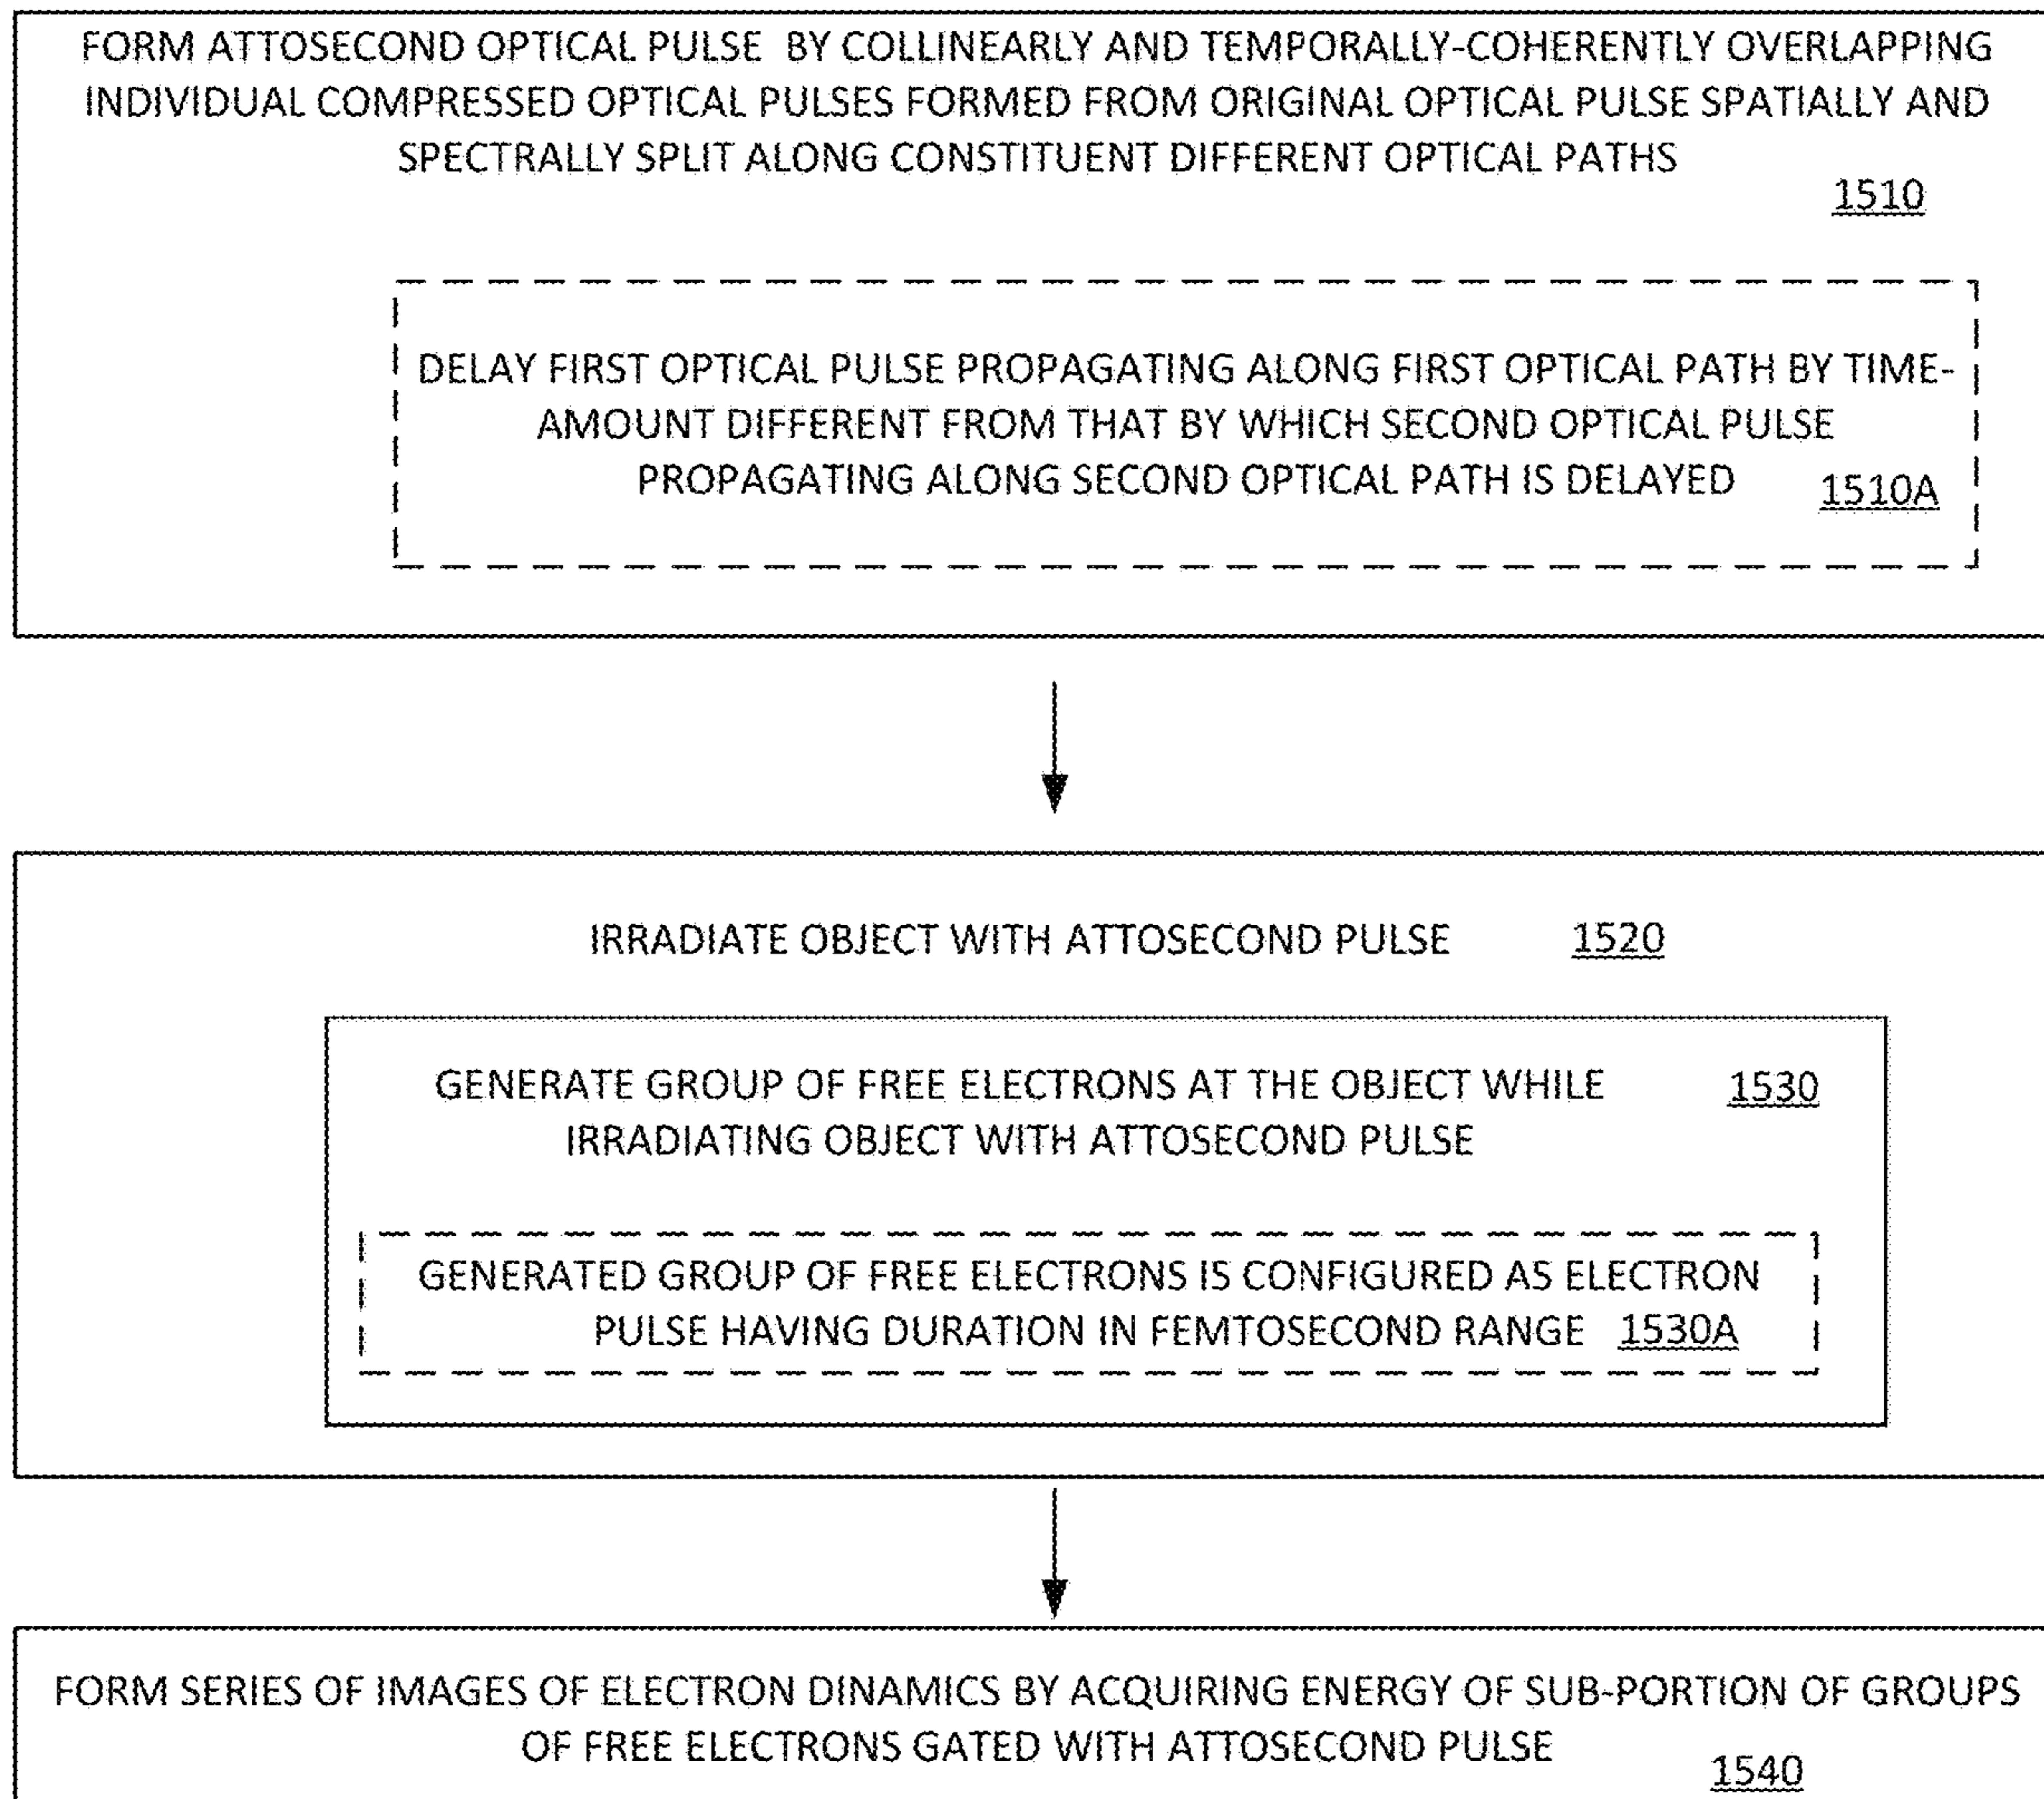 FORM ATTOSECOND OPTICAL PULSE BY COLLINEARLY AND TEMPORALLY-COHERENTLY OVERLAPPING
INDIVIDUAL COMPRESSED OPTICAL PULSES FORMED FROM ORIGINAL OPTICAL PULSE SPATIALLY AND
SPECTRALLY SPLIT ALONG CONSTITUENT DIFFERENT OPTICAL PATHS
1510
DELAY FIRST OPTICAL PULSE PROPAGATING ALONG FIRST OPTICAL PATH BY TIME-
AMOUNT DIFFERENT FROM THAT BY WHICH SECOND OPTICAL PULSE
PROPAGATING ALONG SECOND OPTICAL PATH IS DELAYED 1510A
IRRADIATE OBJECT WITH ATTOSECOND PULSE 1520
GENERATE GROUP OF FREE ELECTRONS AT THE OBJECT WHILE 1530
IRRADIATING OBJECT WITH ATTOSECOND PULSE
GENERATED GROUP OF FREE ELECTRONS IS CONFIGURED AS ELECTRON
PULSE HAVING DURATION IN FEMTOSECOND RANGE 1530A
FORM SERIES OF IMAGES OF ELECTRON DINAMICS BY ACQUIRING ENERGY OF SUB-PORTION OF GROUPS
OF FREE ELECTRONS GATED WITH ATTOSECOND PULSE
1540